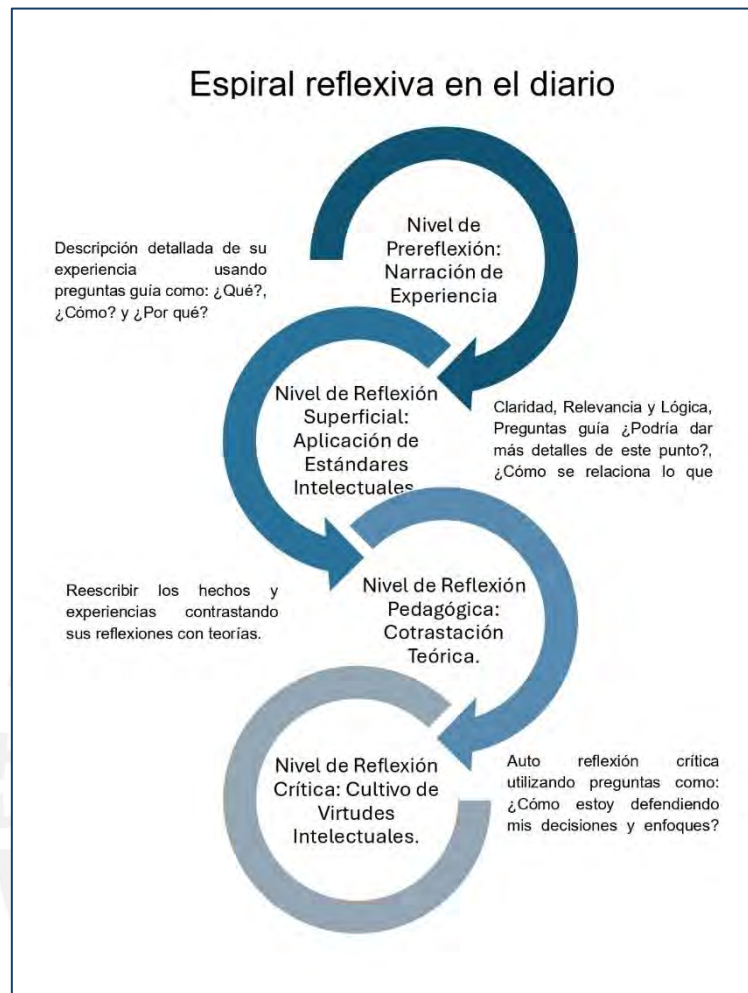 Espiral reflexiva en el diario
Nivel de
Prereflexión:
Narración de
Experiencia
Descripción detallada de su
experiencia usando
preguntas guía como: ¿Qué?,
¿Cómo? y ¿Por qué?
Nivel de Reflexión
Superficial:
Aplicación de
Estándares
Intelectuales
Claridad, Relevancia y Lógica,
Preguntas guía ¿Podría dar
más detalles de este punto?,
¿Cómo se relaciona lo que
Nivel de Reflexión
Pedagógica:
Cotrastación
Teórica.
Reescribir los hechos y
experiencias contrastando
sus reflexiones con teorías.
Nivel de Reflexión
Crítica: Cultivo de
Virtudes
Intelectuales.
Auto reflexión crítica
utilizando preguntas como:
¿Cómo estoy defendiendo
mis decisiones y enfoques?